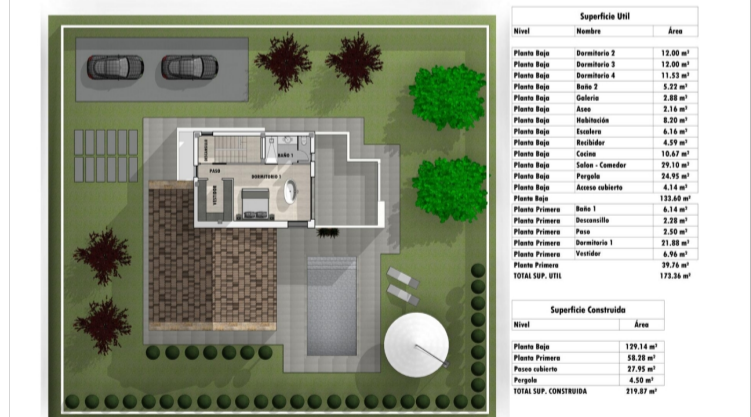 DESCANSILLO
BAÑO 1
PASO
DORMITORIO 1
VESTIDOR
Superficie Util
Nivel Nombre Área
Planta Baja Dormitorio 2 12.00 m²
Planta Baja Dormitorio 3 12.00 m²
Planta Baja Dormitorio 4 11.53 m²
Planta Baja Baño 2 5.22 m²
Planta Baja Galeria 2.88 m²
Planta Baja Aseo 2.16 m²
Planta Baja Habitación 8.20 m²
Planta Baja Escalera 6.16 m²
Planta Baja Recibidor 4.59 m²
Planta Baja Cocina 10.67 m²
Planta Baja Salon - Comedor 29.10 m²
Planta Baja Pergola 24.95 m²
Planta Baja Acceso cubierto 4.14 m²
Planta Baja 133.60 m²
Planta Primera Baño 1 6.14 m²
Planta Primera Descansillo 2.28 m²
Planta Primera Paso 2.50 m²
Planta Primera Dormitorio 1 21.88 m²
Planta Primera Vestidor 6.96 m²
Planta Primera 39.76 m²
TOTAL SUP. UTIL 173.36 m²
Superficie Construida
Nivel Área
Planta Baja 129.14 m²
Planta Primera 58.28 m²
Paseo cubierto 27.95 m²
Pergola 4.50 m²
TOTAL SUP. CONSTRUIDA 219.87 m²